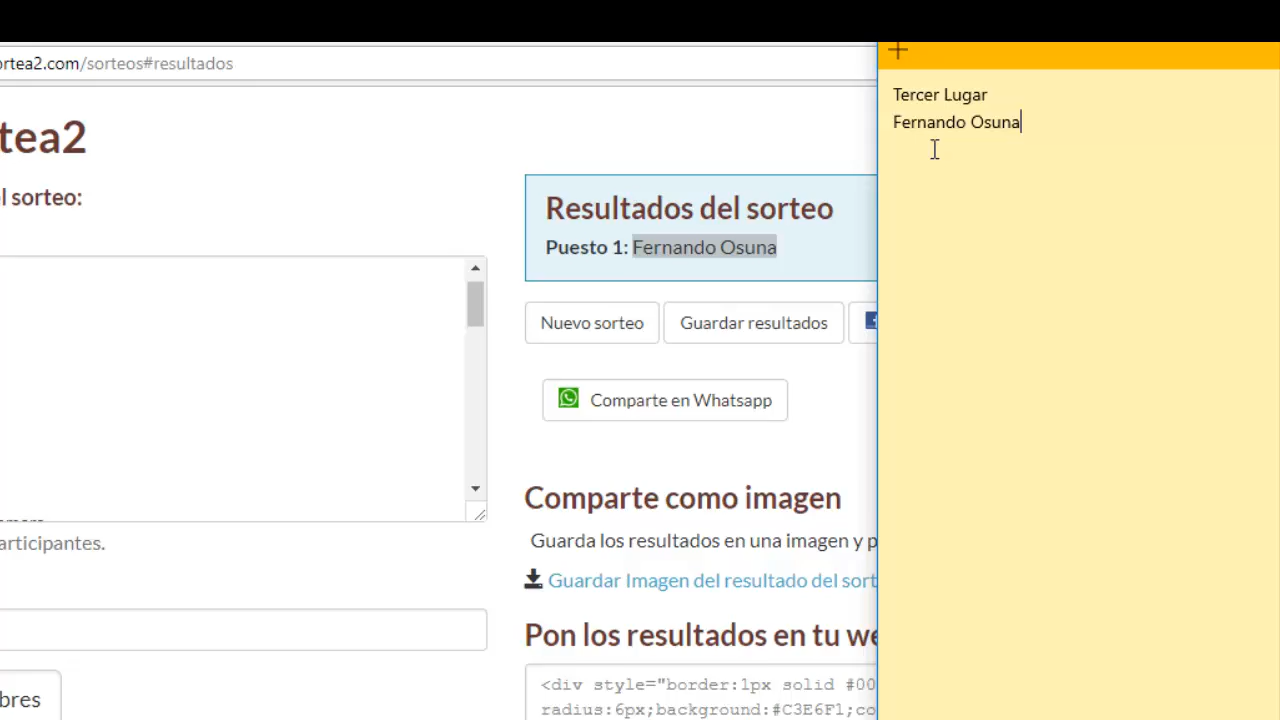 rtea2.com/sorteos#resultados
tea2
l sorteo:
articipantes.
bres
Resultados del sorteo
Puesto 1: Fernando Osuna
Nuevo sorteo
Guardar resultados
Comparte en Whatsapp
Comparte como imagen
Guarda los resultados en una imagen y p
Guardar Imagen del resultado del sort
Pon los resultados en tu we
<div style="border:1px solid #00
radius:6px;background:#C3E6F1;co
Tercer Lugar
Fernando Osuna